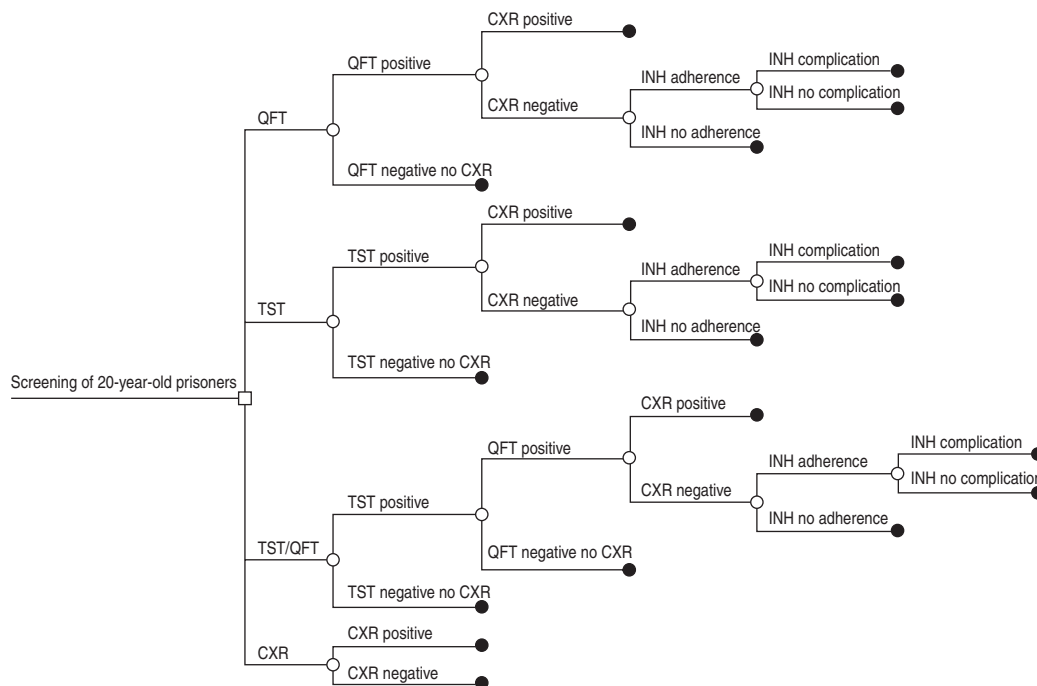 CXR positive
INH complication
QFT positive
INH adherence
CXR negative
INH no complication
QFT
INH no adherence
QFT negative no CXR
CXR positive
INH complication
TST positive
INH adherence
CXR negative
INH no complication
TST
INH no adherence
TST negative no CXR
Screening of 20-year-old prisoners
CXR positive
QFT positive
INH complication
INH adherence
CXR negative
INH no complication
TST positive
INH no adherence
TST/QFT
QFT negative no CXR
TST negative no CXR
CXR positive
CXR
CXR negative